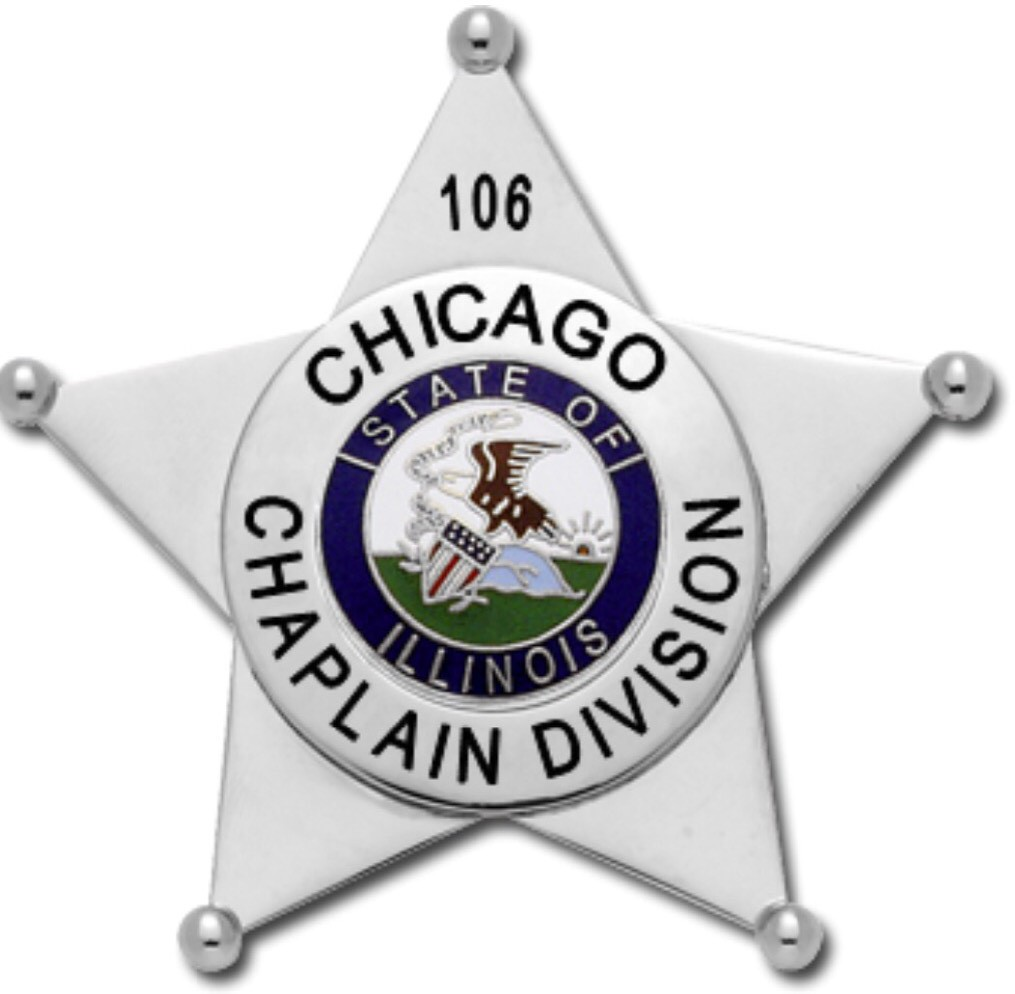 106
CHICAGO
STATE OF
ILLINOIS
CHAPLAIN DIVISION